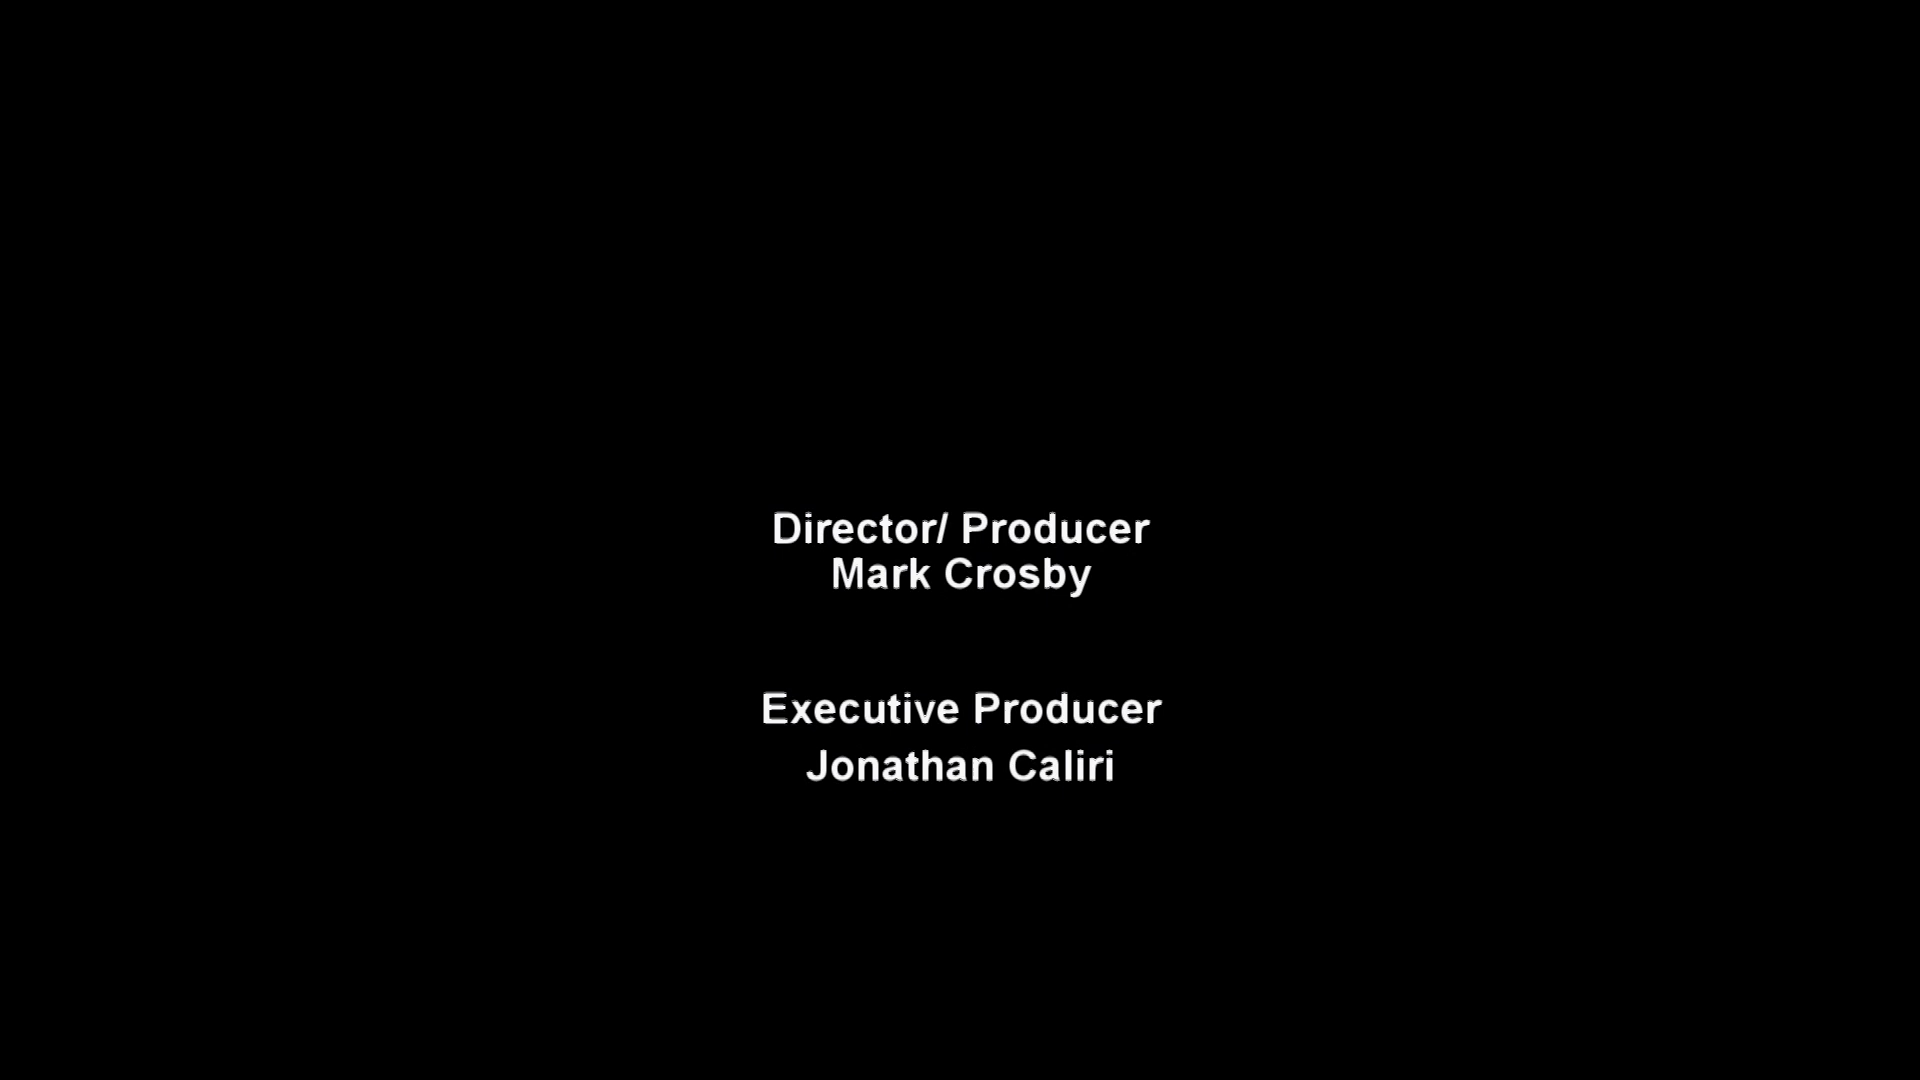 Director/ Producer
Mark Crosby
Executive Producer
Jonathan Caliri